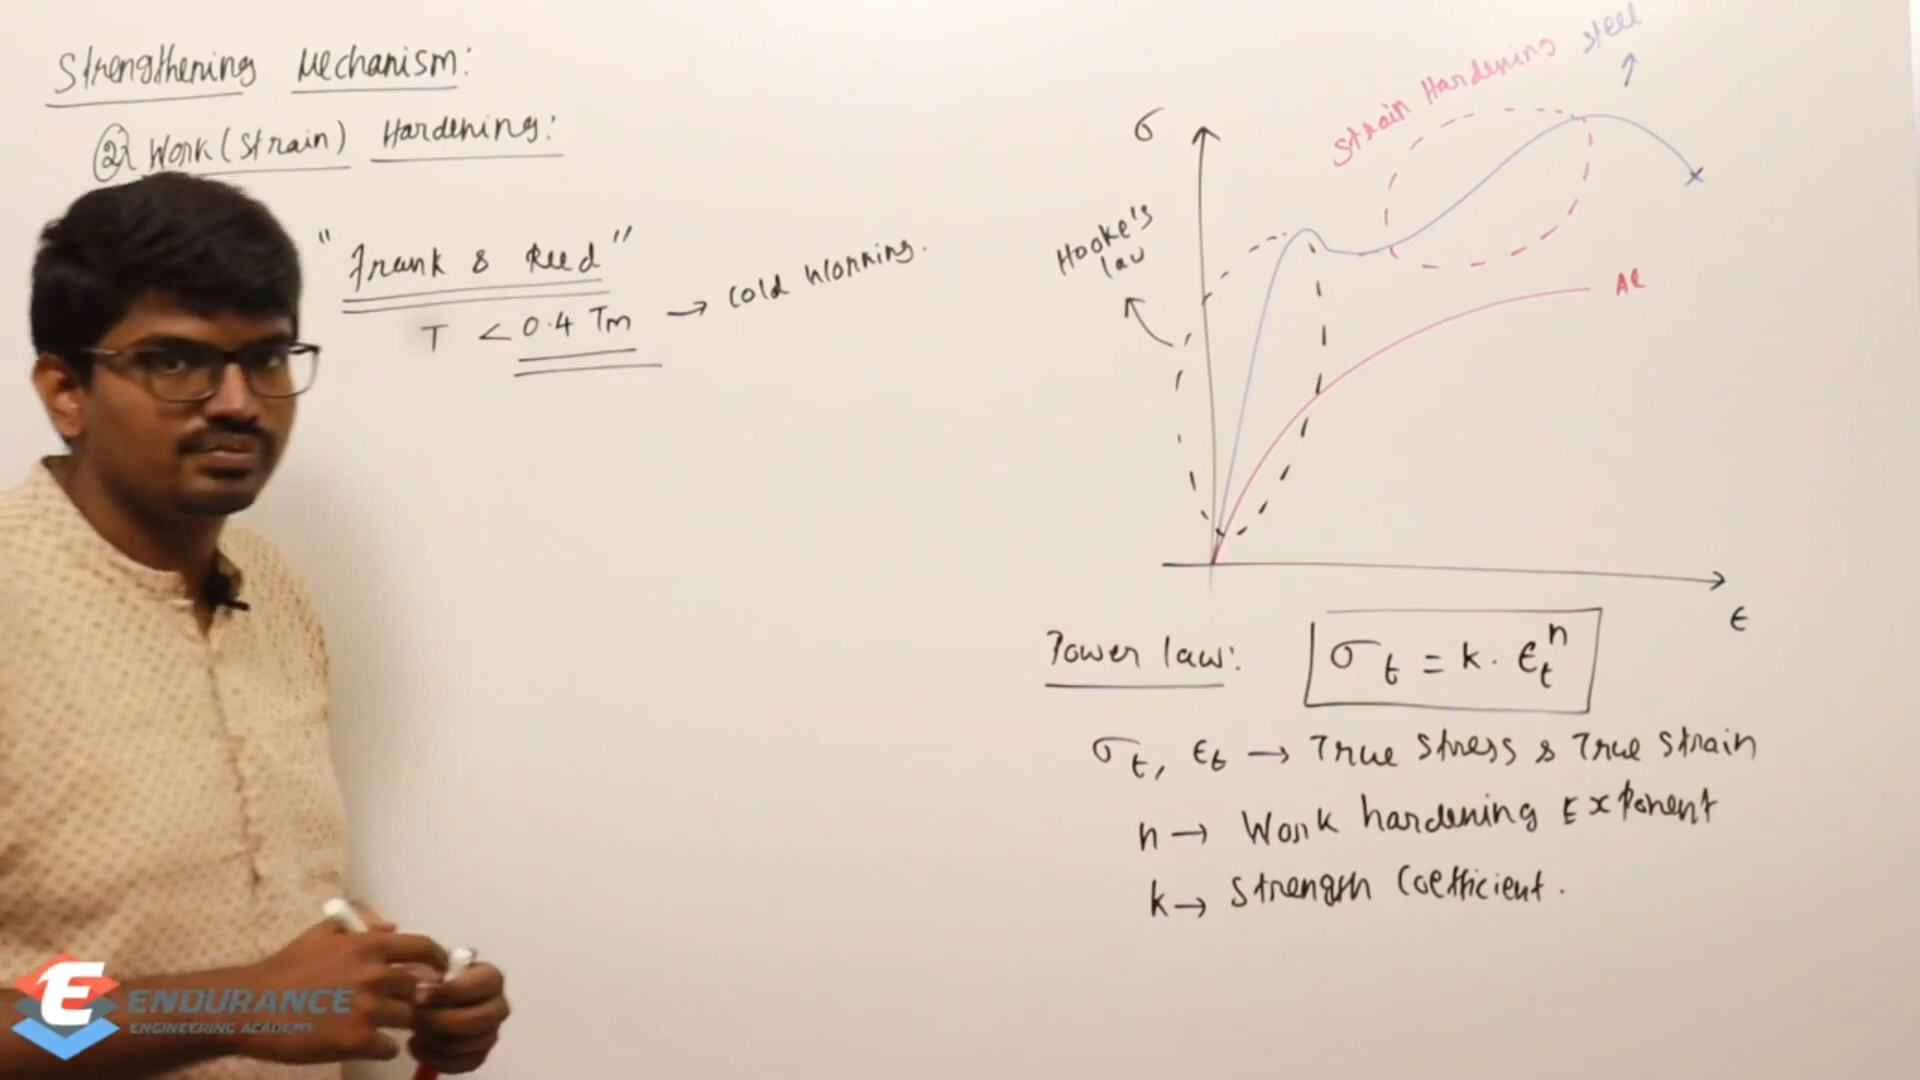 Strengthening Mechanism:
② Work (Strain) Hardening:
"Frank & Reed"
T < 0.4 Tm → Cold Working.
Strain Hardening
Steel
σ
Hooke's
law
Al
ϵ
Power law: σt = k. ϵt^n
σt, ϵt → True Stress & True Strain
n → Work hardening Exponent
k → Strength Coefficient.
ENDURANCE
ENGINEERING ACADEMY